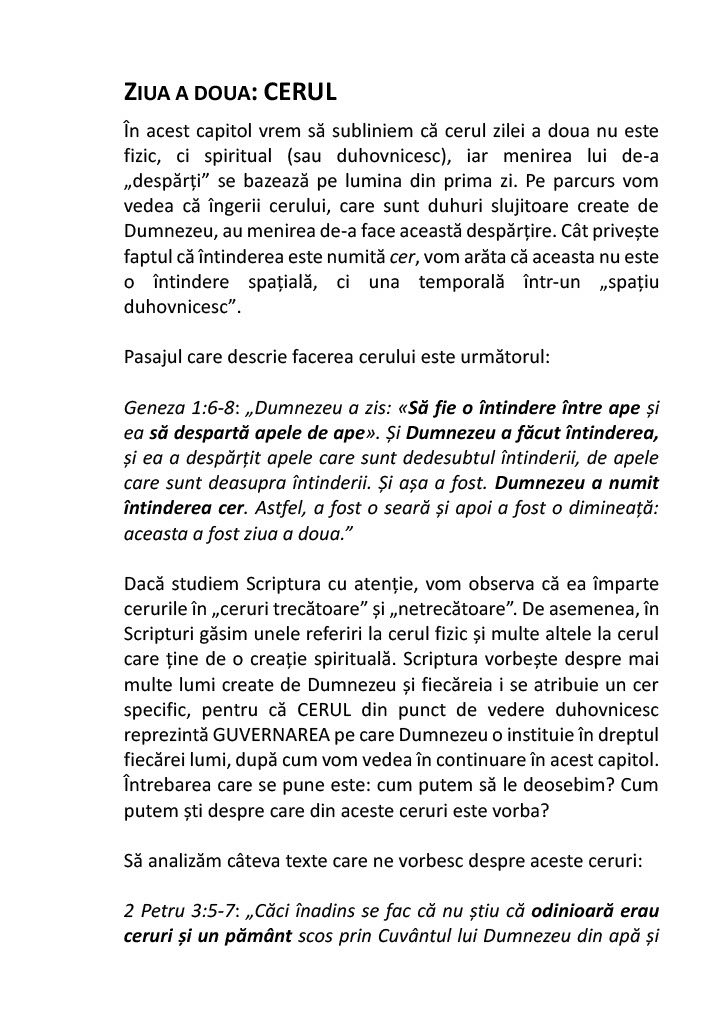 ZIUA A DOUA: CERUL
În acest capitol vrem să subliniem că cerul zilei a doua nu este
fizic, ci spiritual (sau duhovnicesc), iar menirea lui de-a
„despărți” se bazează pe lumina din prima zi. Pe parcurs vom
vedea că îngerii cerului, care sunt duhuri slujitoare create de
Dumnezeu, au menirea de-a face această despărțire. Cât privește
faptul că întinderea este numită cer, vom arăta că aceasta nu este
o întindere spațială, ci una temporală într-un „spațiu
duhovnicesc”.
Pasajul care descrie facerea cerului este următorul:
Geneza 1:6-8: „Dumnezeu a zis: «Să fie o întindere între ape și
ea să despartă apele de ape». Și Dumnezeu a făcut întinderea,
și ea a despărțit apele care sunt dedesubtul întinderii, de apele
care sunt deasupra întinderii. Și așa a fost. Dumnezeu a numit
întinderea cer. Astfel, a fost o seară și apoi a fost o dimineață:
aceasta a fost ziua a doua.”
Dacă studiem Scriptura cu atenție, vom observa că ea împarte
cerurile în „ceruri trecătoare” și „netrecătoare”. De asemenea, în
Scripturi găsim unele referiri la cerul fizic și multe altele la cerul
care ține de o creație spirituală. Scriptura vorbește despre mai
multe lumi create de Dumnezeu și fiecăreia i se atribuie un cer
specific, pentru că CERUL din punct de vedere duhovnicesc
reprezintă GUVERNAREA pe care Dumnezeu o instituie în dreptul
fiecărei lumi, după cum vom vedea în continuare în acest capitol.
Întrebarea care se pune este: cum putem să le deosebim? Cum
putem ști despre care din aceste ceruri este vorba?
Să analizăm câteva texte care ne vorbesc despre aceste ceruri:
2 Petru 3:5-7: „Căci înadins se fac că nu știu că odinioară erau
ceruri și un pământ scos prin Cuvântul lui Dumnezeu din apă și